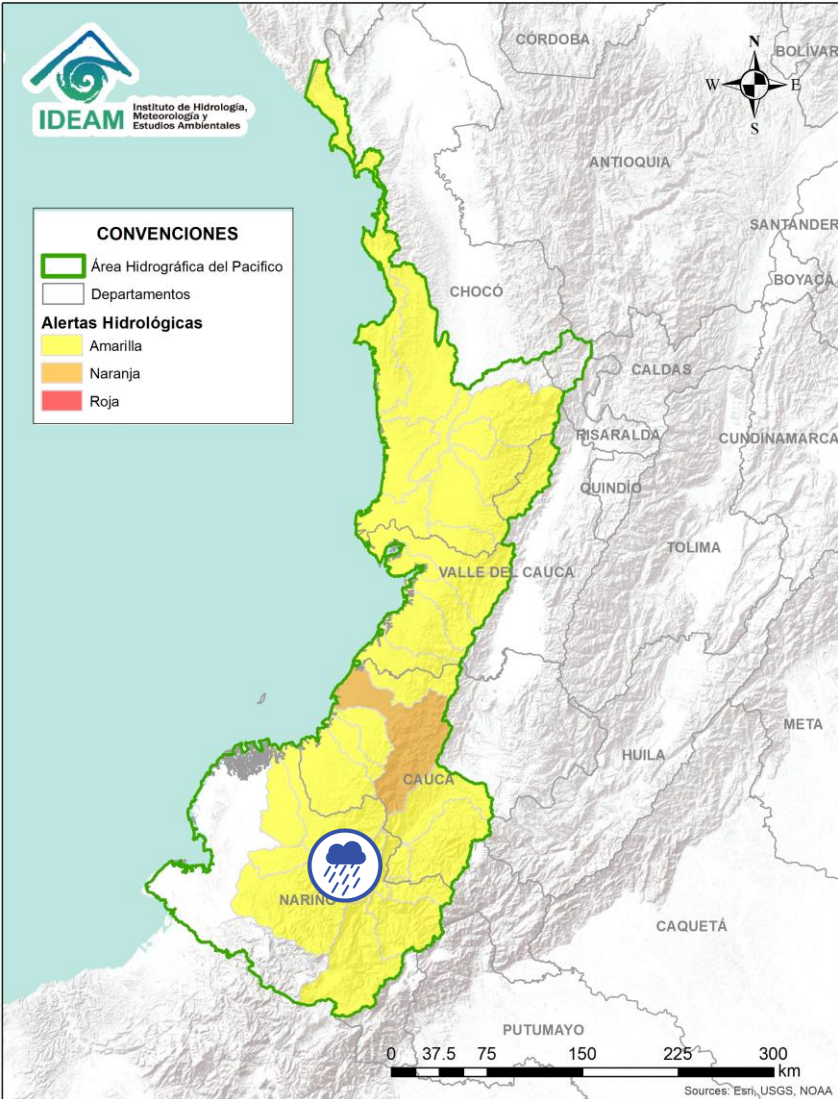 IDEAM
Instituto de Hidrología,
Meteorología y
Estudios Ambientales
CÓRDOBA
BOLÍVAR
N
W
E
S
ANTIOQUIA
SANTANDER
BOYACÁ
CONVENCIONES
Área Hidrográfica del Pacifico
Departamentos
Alertas Hidrológicas
Amarilla
Naranja
Roja
CHOCÓ
CALDAS
RISARALDA
CUNDINAMARCA
QUINDÍO
TOLIMA
VALLE DEL CAUCA
META
HUILA
CAUCA
NARIÑO
CAQUETÁ
PUTUMAYO
0 37.5 75 150 225 300
km
Sources: Esri, USGS, NOAA